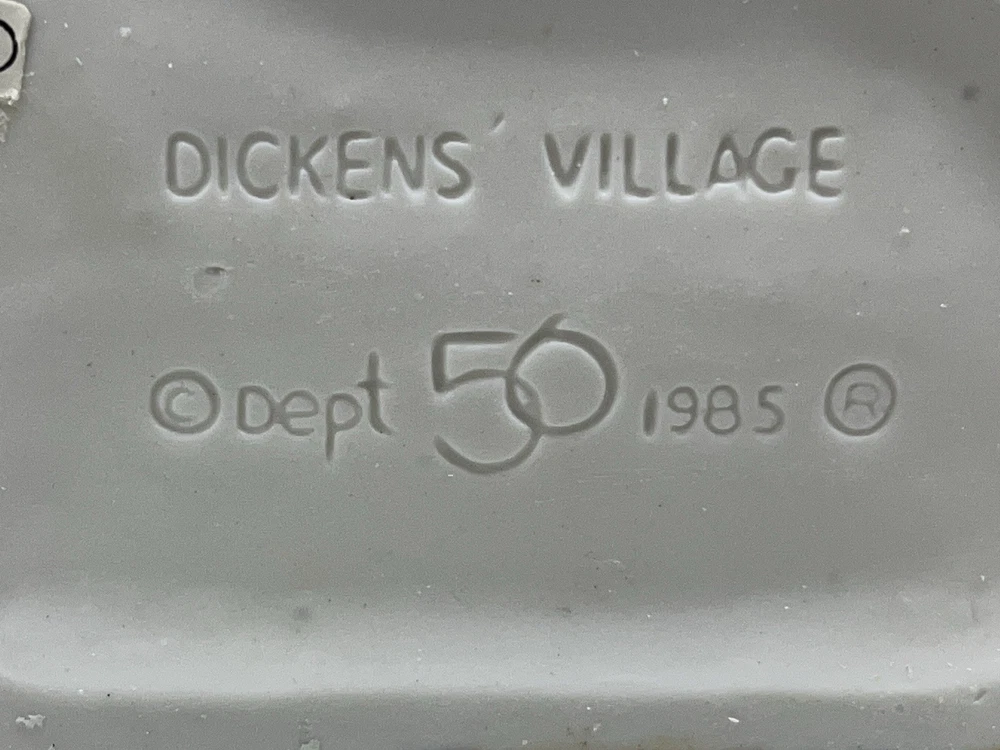 DICKENS' VILLAGE
© Dept 56 1985 ®